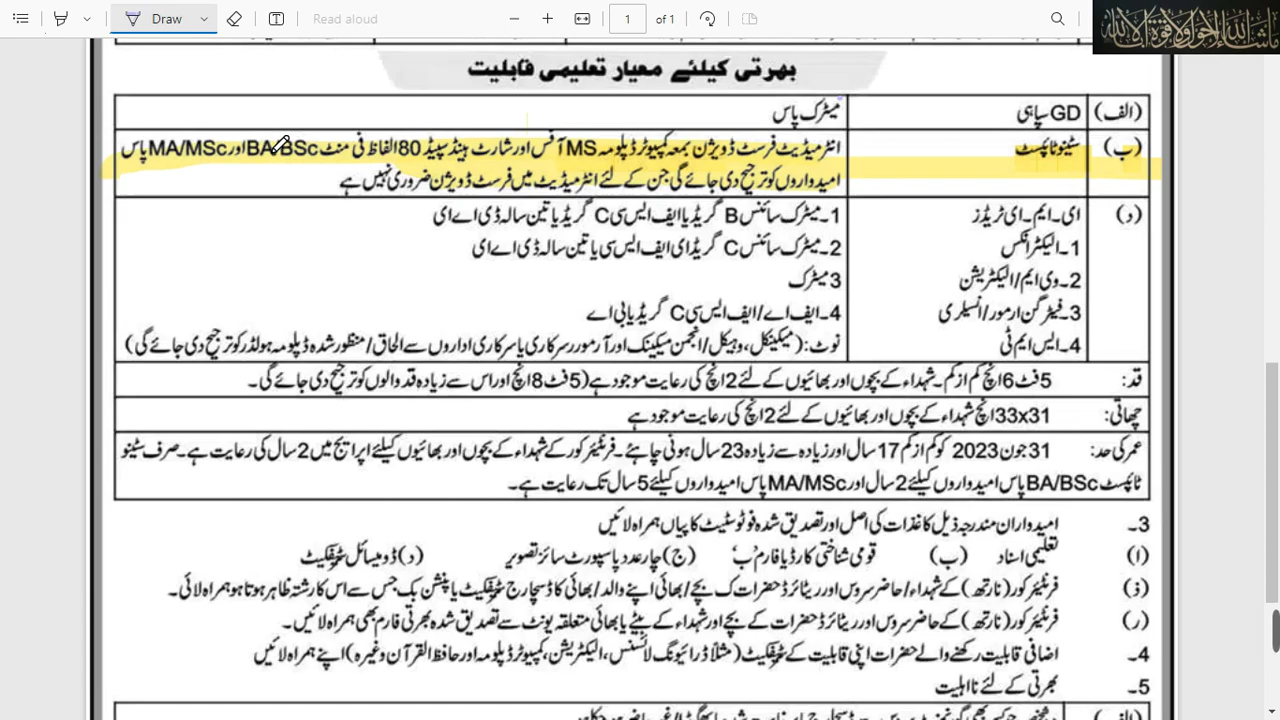 Draw
Read aloud
1 of 1
ماشاءاللہ لاحول ولاقوۃ الا باللہ
بھرتی کیلئے معیار تعلیمی قابلیت
(الف) GD سپاہی میٹرک پاس
(ب) سٹینو ٹائپسٹ انٹرمیڈیٹ فرسٹ ڈویژن بمعہ کمپیوٹر ڈپلومہ MS آفس اور شارٹ ہینڈ سپیڈ 80 الفاظ فی منٹ BA/BSc اور MA/MSc پاس
امیدواروں کو ترجیح دی جائے گی جن کے لئے انٹرمیڈیٹ میں فرسٹ ڈویژن ضروری نہیں ہے
(د) ای۔ایم۔ای ٹریڈز 1۔میٹرک سائنس B گریڈ یا ایف ایس سی C گریڈ یا تین سالہ ڈی اے ای
1۔الیکٹرانکس 2۔میٹرک سائنس C گریڈ ای ایف ایس سی یا تین سالہ ڈی اے ای
2۔وی ایم/الیکٹریشن 3 میٹرک
3۔فیٹر گن ارمور/انسلری 4۔ایف اے/ایف ایس سی C گریڈ یا بی اے
4۔ایس ایم ٹی نوٹ: (میکینکل، وہیکل/انجن میکینک اور آرمورر سرکاری یا سرکاری اداروں سے الحاق/منظور شدہ ڈپلومہ ہولڈر کو ترجیح دی جائے گی)
قد: 5 فٹ 6 انچ کم از کم۔ شہداء کے بچوں اور بھائیوں کے لئے 2 انچ کی رعایت موجود ہے (5 فٹ 8 انچ اور اس سے زیادہ قد والوں کو ترجیح دی جائے گی۔
چھاتی: 33x31 انچ شہداء کے بچوں اور بھائیوں کے لئے 2 انچ کی رعایت موجود ہے
عمر کی حد: 31 جون 2023 کو کم از کم 17 سال اور زیادہ سے زیادہ 23 سال ہونی چاہئے۔ فرنٹیئر کور کے شہداء کے بچوں اور بھائیوں کیلئے اپر ایج میں 2 سال کی رعایت ہے۔ صرف سٹینو
ٹائپسٹ BA/BSc پاس امیدواروں کیلئے 2 سال اور MA/MSc پاس امیدواروں کیلئے 5 سال تک رعایت ہے۔
3۔ امیدواران مندرجہ ذیل کاغذات کی اصل اور تصدیق شدہ فوٹو سٹیٹ کاپیاں ہمراہ لائیں
(ا) تعلیمی اسناد (ب) قومی شناختی کارڈ یا فارم 'ب' (ج) چار عدد پاسپورٹ سائز تصویر (د) ڈومیسائل سرٹیفکیٹ
(ذ) فرنٹیئر کور (نارتھ) کے شہداء/حاضر سروس اور ریٹائرڈ حضرات ک بچے/بھائی اپنے والد/بھائی کا ڈسچارج سرٹیفکیٹ یا پنشن بک جس سے اس کا رشتہ ظاہر ہوتا ہو ہمراہ لائی۔
(ر) فرنٹیئر کور (نارتھ) کے حاضر سروس اور ریٹائرڈ حضرات کے بچے اور شہداء کے بیٹے یا بھائی متعلقہ یونٹ سے تصدیق شدہ بھرتی فارم بھی ہمراہ لائیں۔
4۔ اضافی قابلیت رکھنے والے حضرات اپنی قابلیت کے سرٹیفکیٹ (مثلاً ڈرائیونگ لائسنس، الیکٹریشن، کمپیوٹر ڈپلومہ اور حافظ القرآن وغیرہ) اپنے ہمراہ لائیں
5۔ بھرتی کے لئے نااہلیت